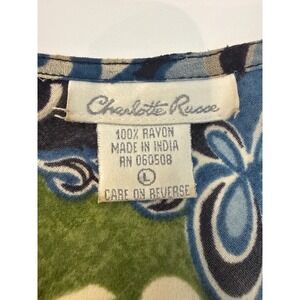 Charlotte Russe
100% RAYON
MADE IN INDIA
RN 060508
L
CARE ON REVERSE